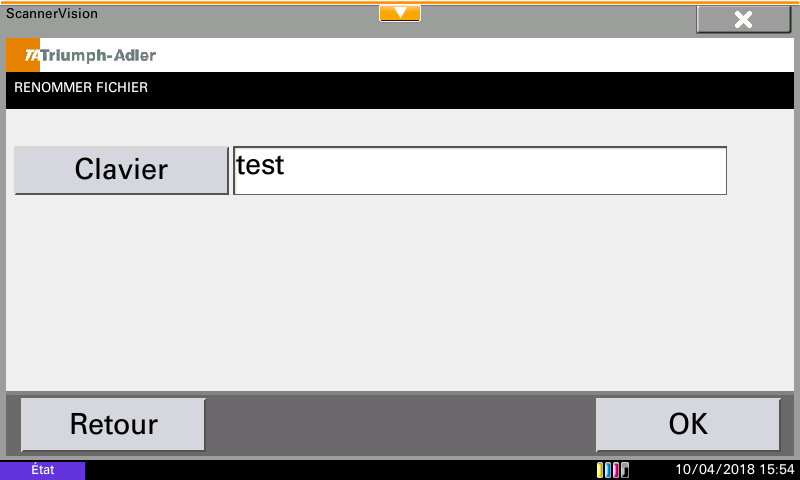 ScannerVision
TA Triumph-Adler
RENOMMER FICHIER
Clavier
test
Retour
OK
État
10/04/2018 15:54